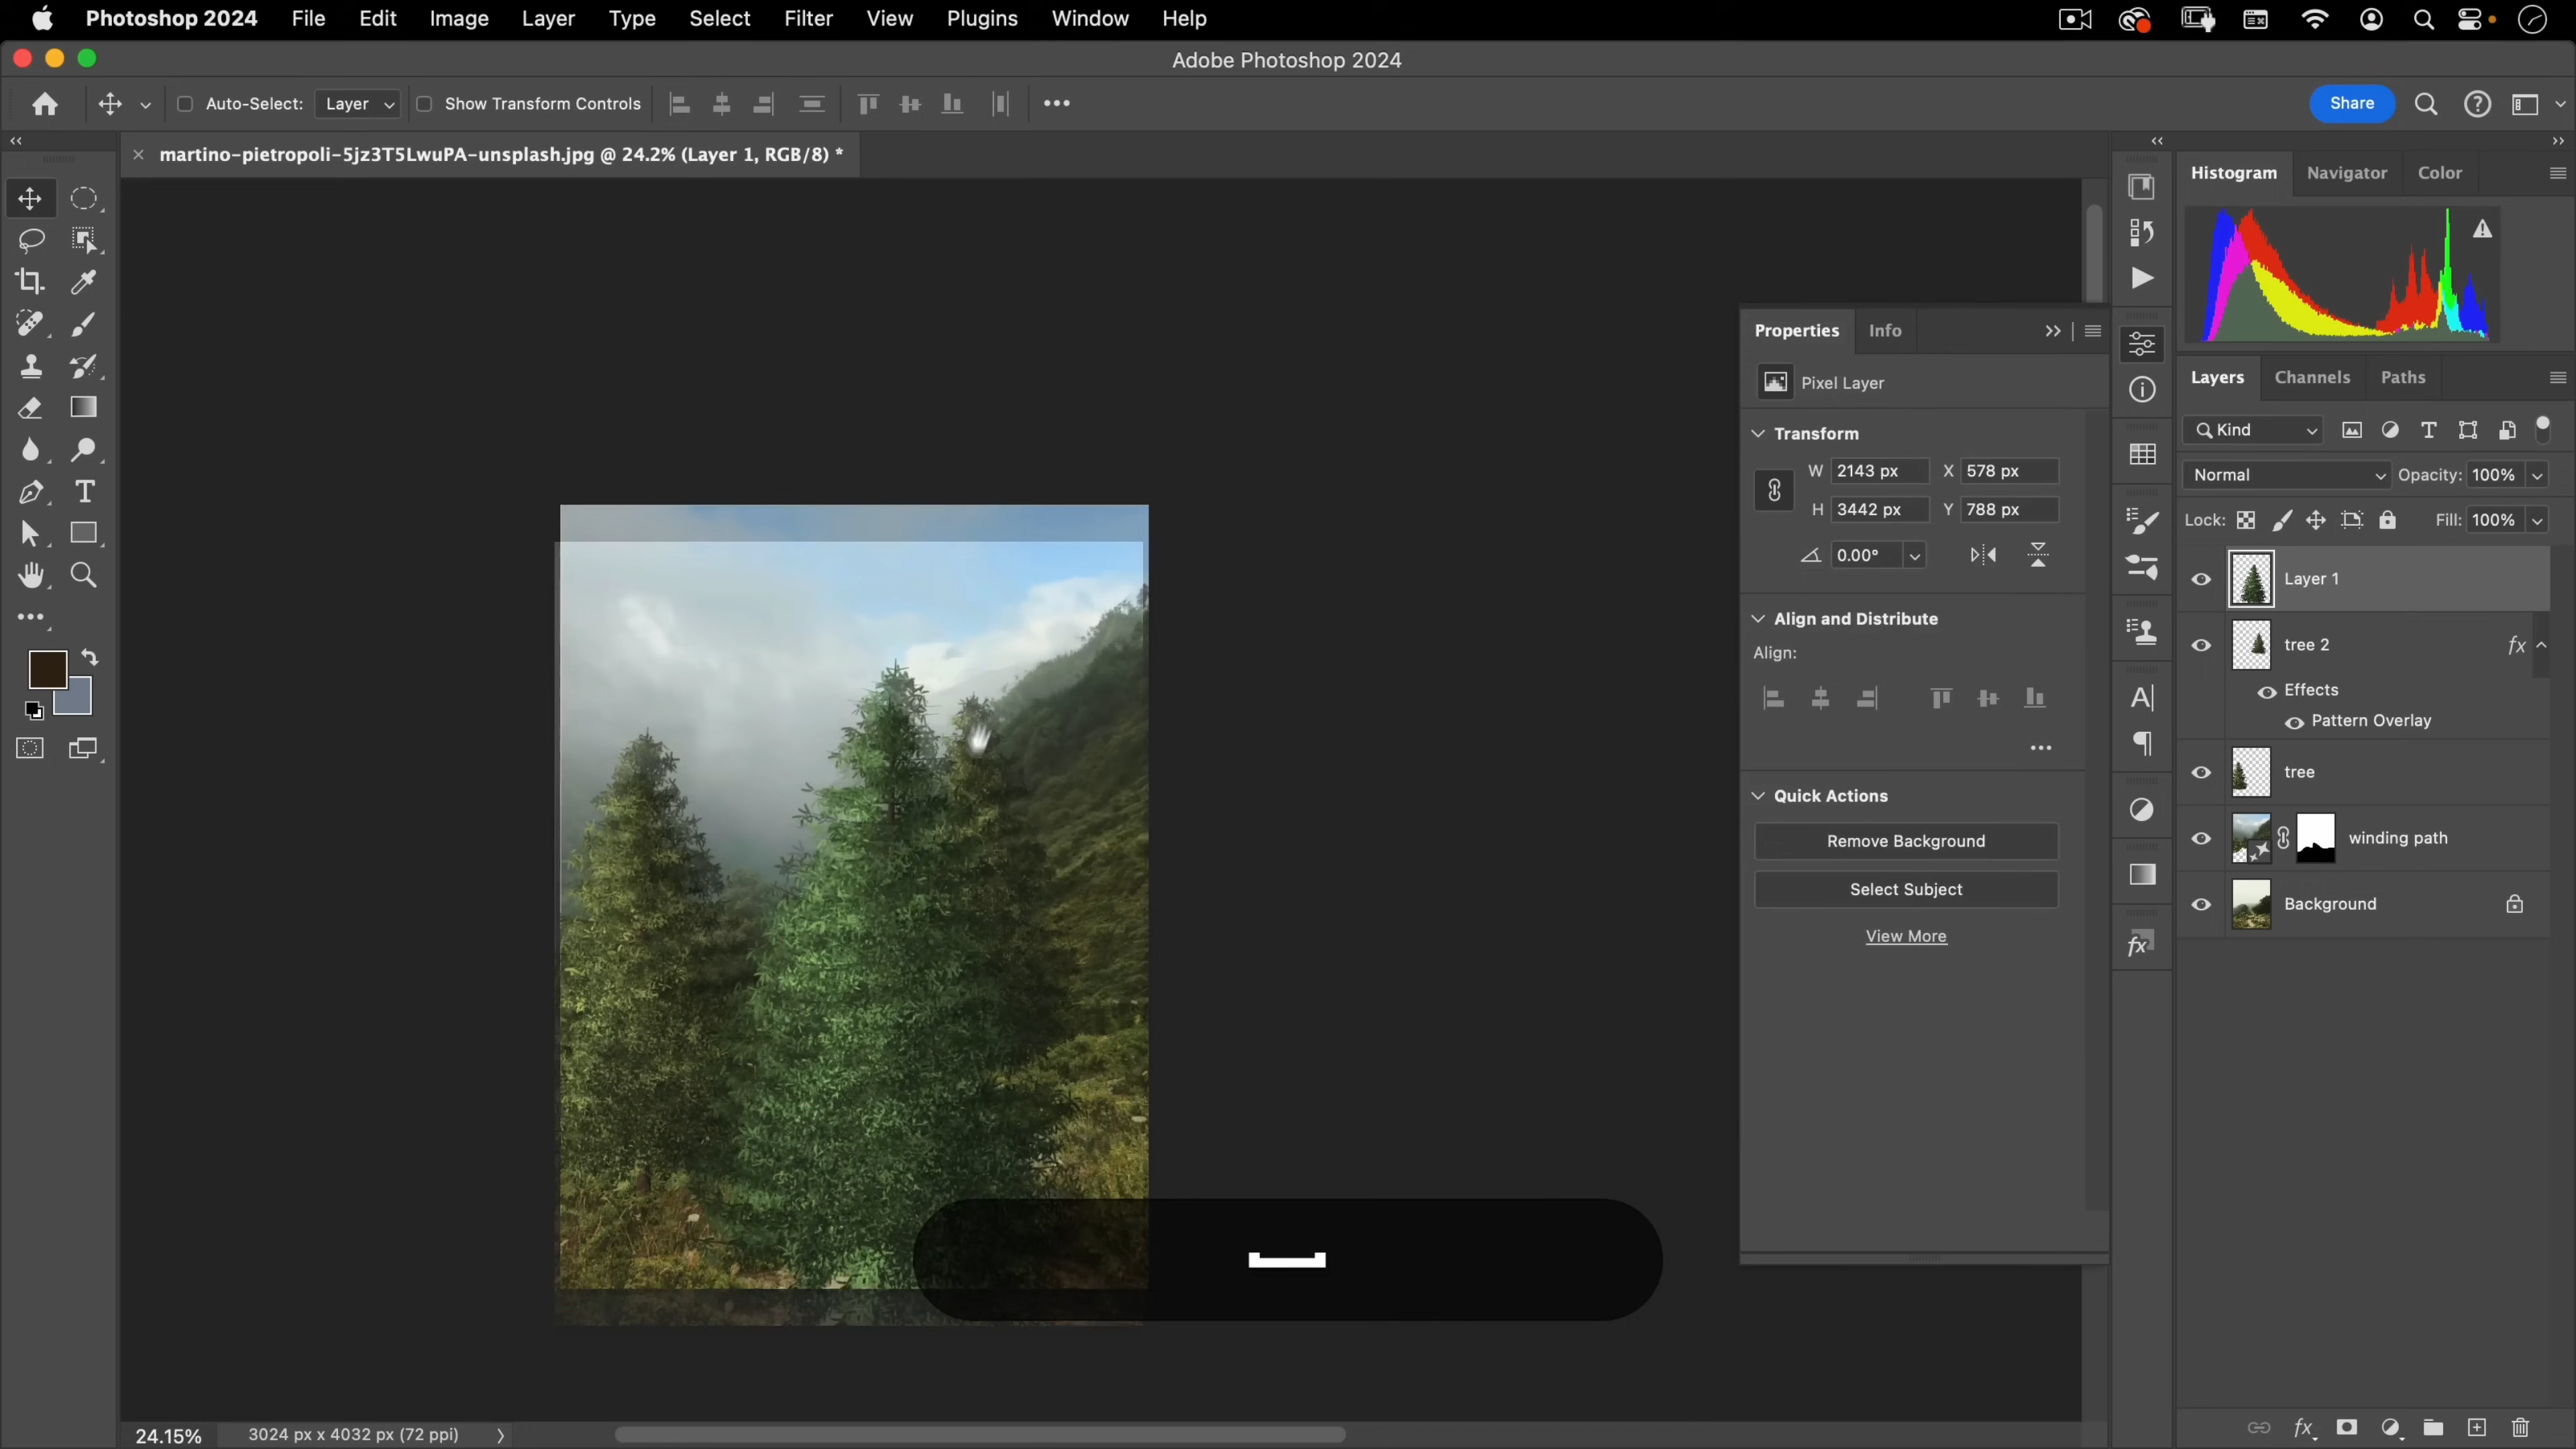 Photoshop 2024 File Edit Image Layer Type Select Filter View Plugins Window Help
Adobe Photoshop 2024
Auto-Select: Layer Show Transform Controls Share
martino-pietropoli-5jz3T5LwuPA-unsplash.jpg @ 24.2% (Layer 1, RGB/8) *
Histogram Navigator Color
Properties Info
Pixel Layer
Transform
W 2143 px X 578 px
H 3442 px Y 788 px
0.00°
Align and Distribute
Align:
Quick Actions
Remove Background
Select Subject
View More
Layers Channels Paths
Kind
Normal Opacity: 100%
Lock: Fill: 100%
Layer 1
tree 2 fx
Effects
Pattern Overlay
tree
winding path
Background
24.15% 3024 px x 4032 px (72 ppi)